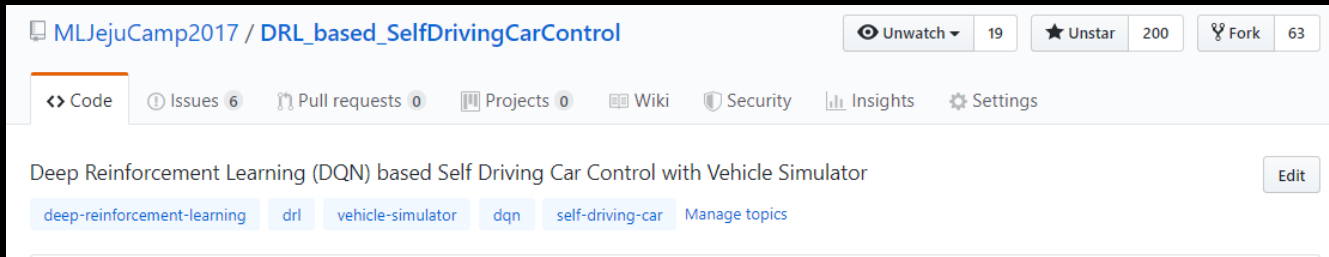 MLJejuCamp2017 / DRL_based_SelfDrivingCarControl Unwatch 19 Unstar 200 Fork 63
Code Issues 6 Pull requests 0 Projects 0 Wiki Security Insights Settings
Deep Reinforcement Learning (DQN) based Self Driving Car Control with Vehicle Simulator Edit
deep-reinforcement-learning drl vehicle-simulator dqn self-driving-car Manage topics